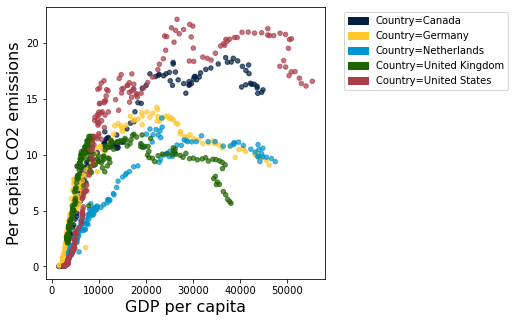 Country=Canada
Country=Germany
Country=Netherlands
Country=United Kingdom
Country=United States
Per capita CO2 emissions
20
15
10
5
0
0 10000 20000 30000 40000 50000
GDP per capita